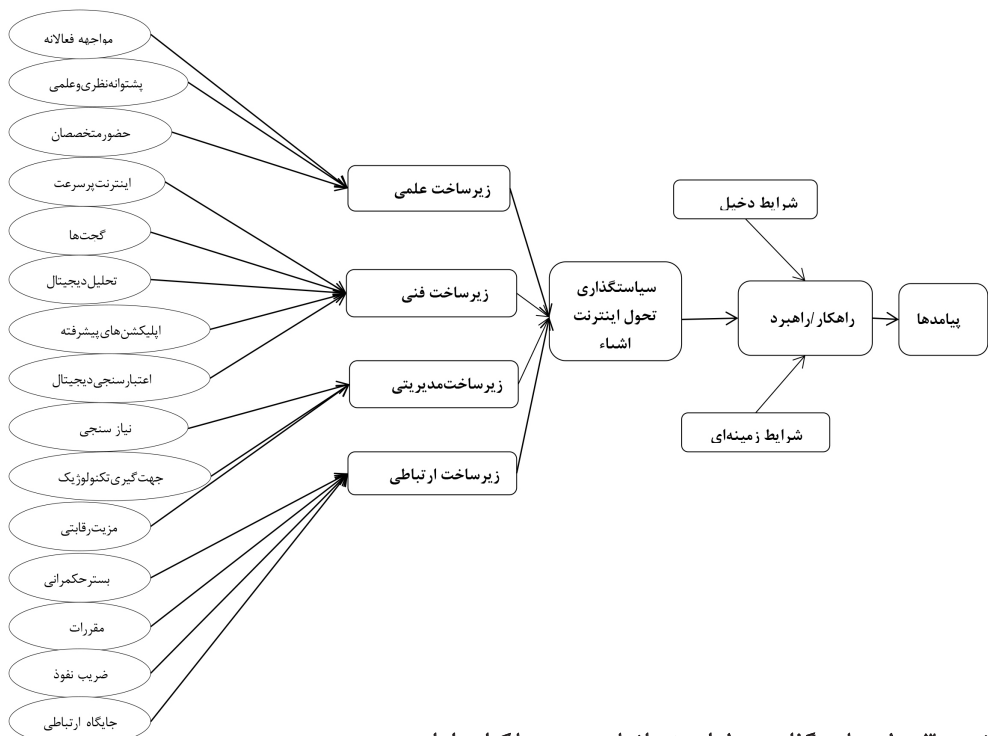 مواجهه فعالانه
پشتوانه‌نظری‌وعلمی
حضورمتخصصان
اینترنت‌پرسرعت
گجت‌ها
تحلیل‌دیجیتال
اپلیکشن‌های‌پیشرفته
اعتبارسنجی‌دیجیتال
نیاز سنجی
جهت‌گیری‌تکنولوژیک
مزیت‌رقابتی
بسترحکمرانی
مقررات
ضریب نفوذ
جایگاه ارتباطی
زیرساخت علمی
زیرساخت فنی
زیرساخت‌مدیریتی
زیرساخت ارتباطی
سیاستگذاری
تحول اینترنت
اشیاء
شرایط دخیل
راهکار/راهبرد
شرایط زمینه‌ای
پیامدها